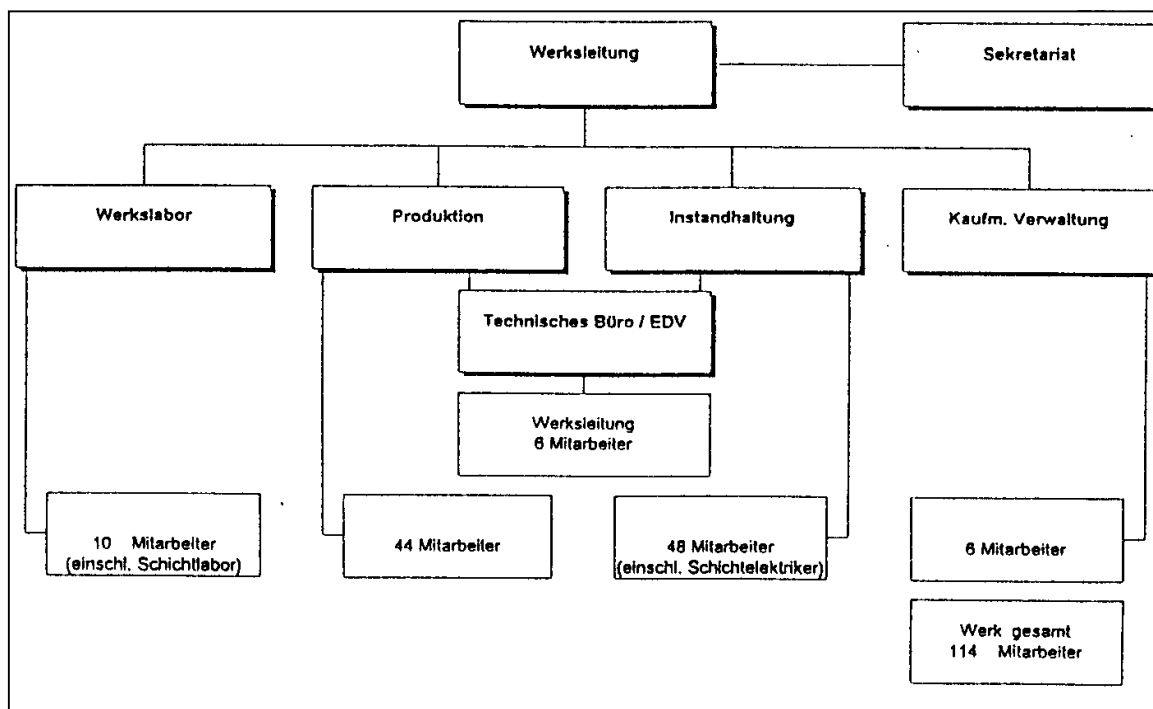 Werksleitung
Sekretariat
Werkslabor
Produktion
Instandhaltung
Kaufm. Verwaltung
Technisches Büro / EDV
Werksleitung
6 Mitarbeiter
10 Mitarbeiter
(einschl. Schichtlabor)
44 Mitarbeiter
48 Mitarbeiter
(einschl. Schichtelektriker)
6 Mitarbeiter
Werk gesamt
114 Mitarbeiter